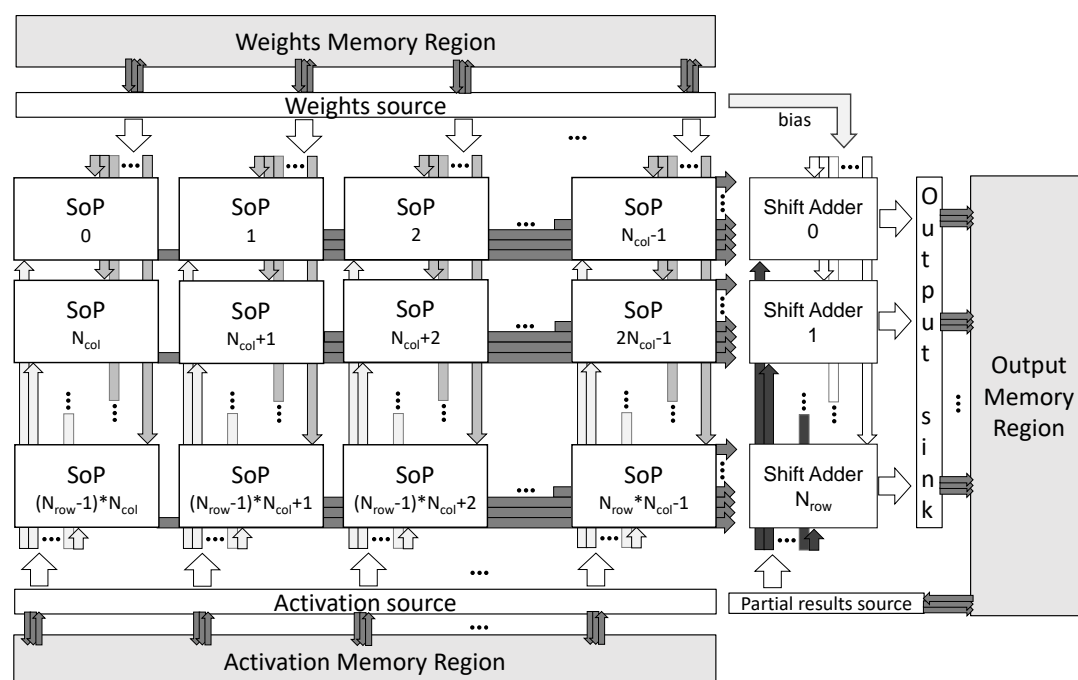 Weights Memory Region
Weights source
bias
...
SoP 0
SoP 1
SoP 2
...
SoP N_col-1
Shift Adder 0
SoP N_col
SoP N_col+1
SoP N_col+2
...
SoP 2N_col-1
Shift Adder 1
SoP (N_row-1)*N_col
SoP (N_row-1)*N_col+1
SoP (N_row-1)*N_col+2
...
SoP N_row*N_col-1
Shift Adder N_row
Output sink
Output
Memory
Region
...
Activation source
Partial results source
...
Activation Memory Region